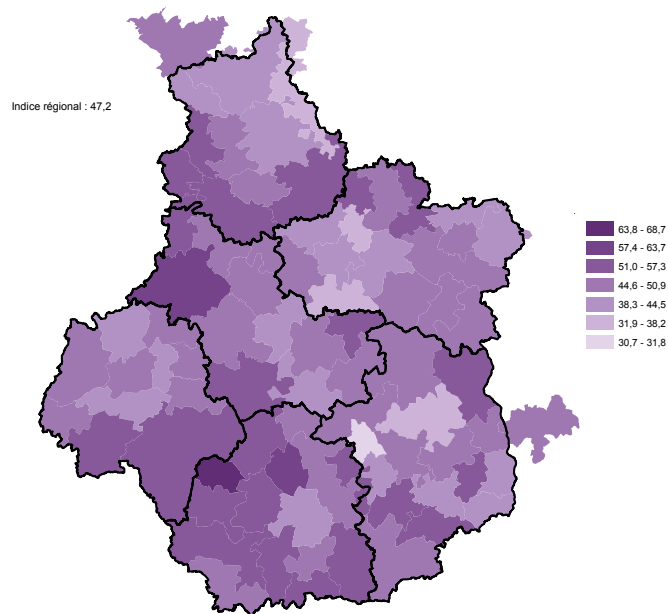 Indice régional : 47,2
63,8 - 68,7
57,4 - 63,7
51,0 - 57,3
44,6 - 50,9
38,3 - 44,5
31,9 - 38,2
30,7 - 31,8